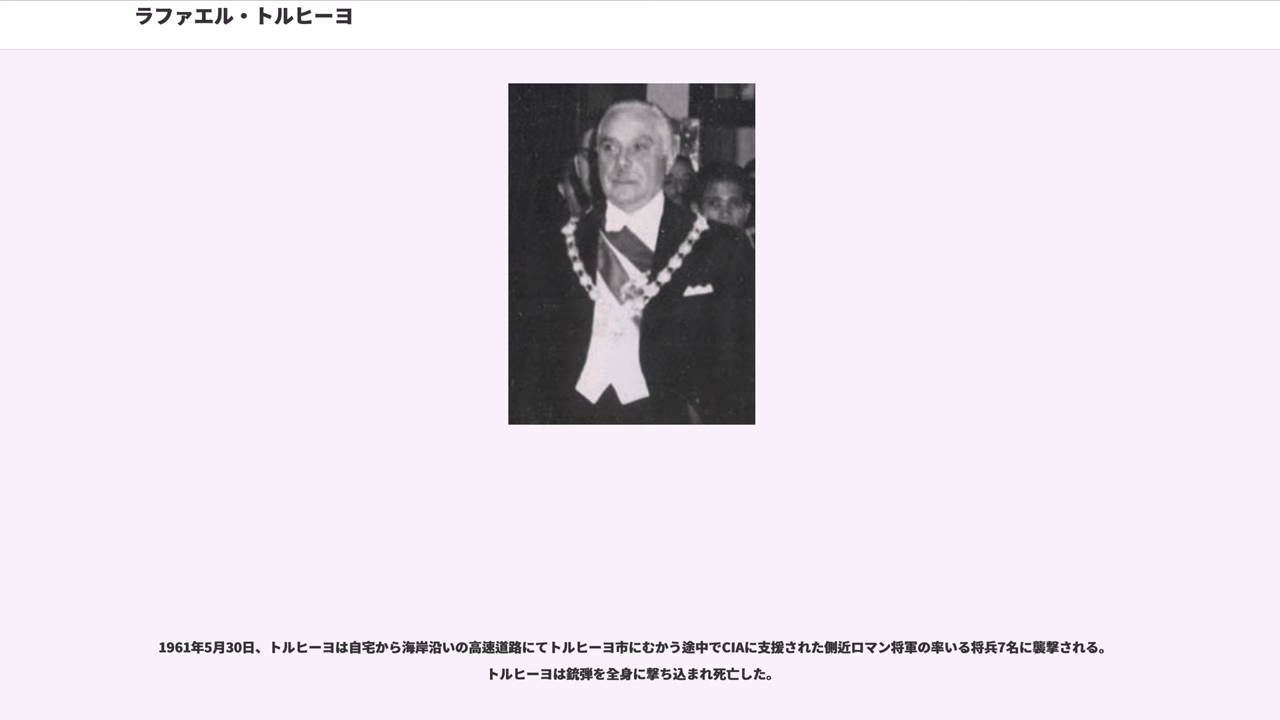 ラファエル・トルヒーヨ
1961年5月30日、トルヒーヨは自宅から海岸沿いの高速道路にてトルヒーヨ市にむかう途中でCIAに支援された側近ロマン将軍の率いる将兵7名に襲撃される。
トルヒーヨは銃弾を全身に撃ち込まれ死亡した。